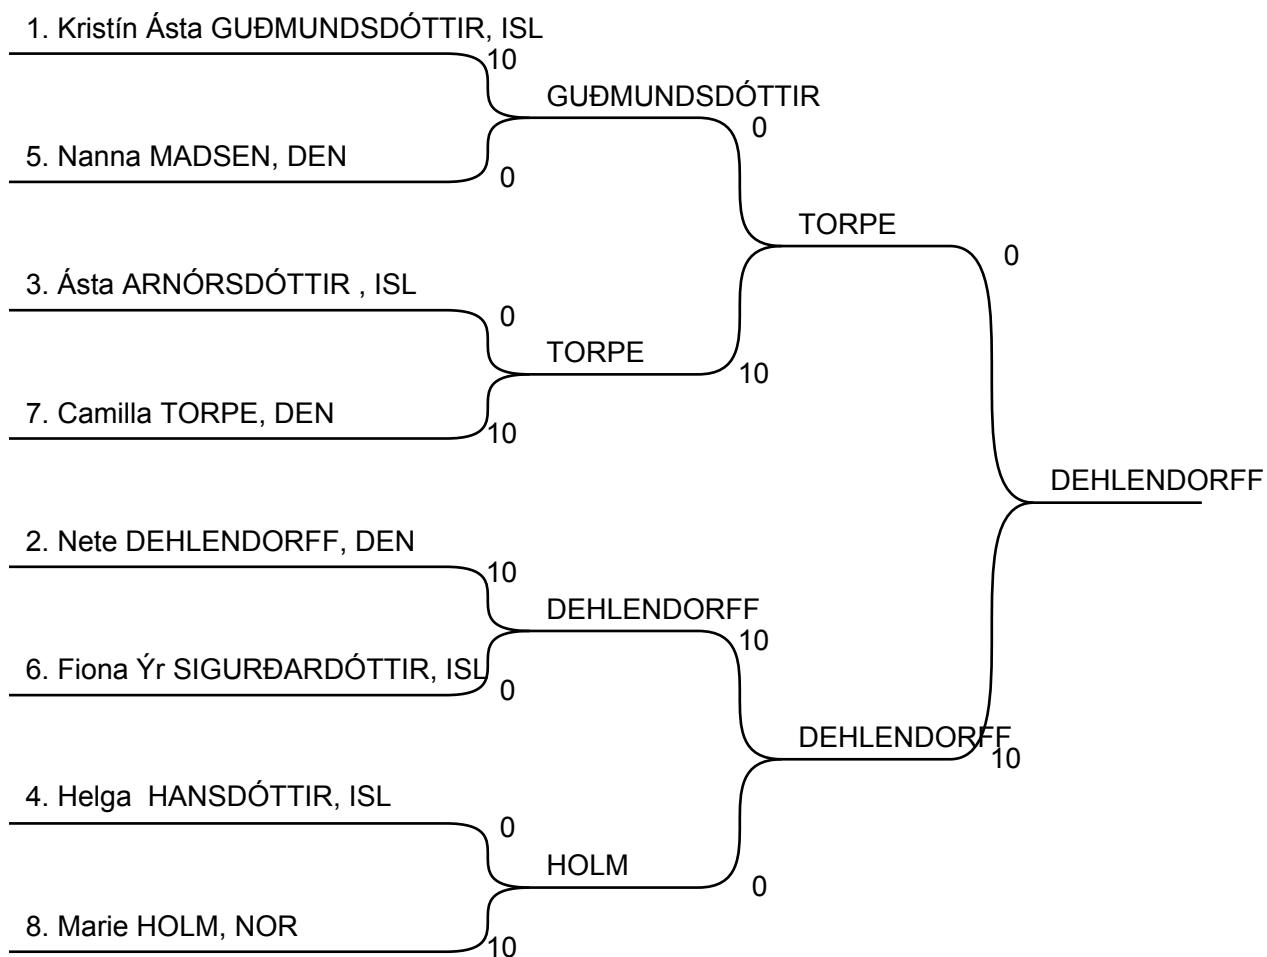 1. Kristín Ásta GUÐMUNDSDÓTTIR, ISL
10
GUÐMUNDSDÓTTIR
0
5. Nanna MADSEN, DEN
0
TORPE
0
3. Ásta ARNÓRSDÓTTIR , ISL
0
TORPE
10
7. Camilla TORPE, DEN
10
DEHLENDORFF
2. Nete DEHLENDORFF, DEN
10
DEHLENDORFF
10
6. Fiona Ýr SIGURÐARDÓTTIR, ISL
0
DEHLENDORFF
10
4. Helga  HANSDÓTTIR, ISL
0
HOLM
0
8. Marie HOLM, NOR
10